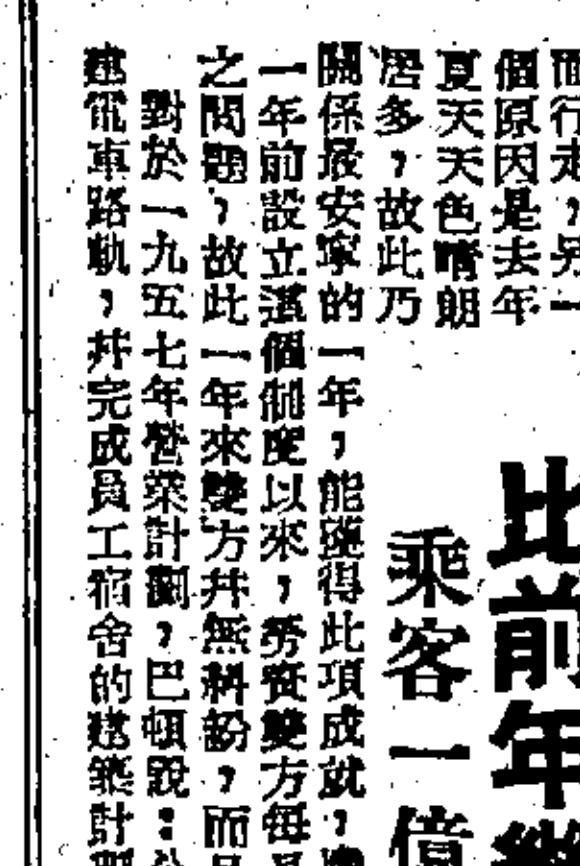 而行走，另一
個原因是去年
夏天天色晴朗
居多，故此乃
比前年
乘客一億
關係最安寧的一年，能獲得此項成就，
一年前設立這個制度以來，勞資雙方每月
之問題，故此一年來雙方并無糾紛，而且
對於一九五七年營業計劃，巴頓說：公
建電車路軌，并完成員工宿舍的建築計劃